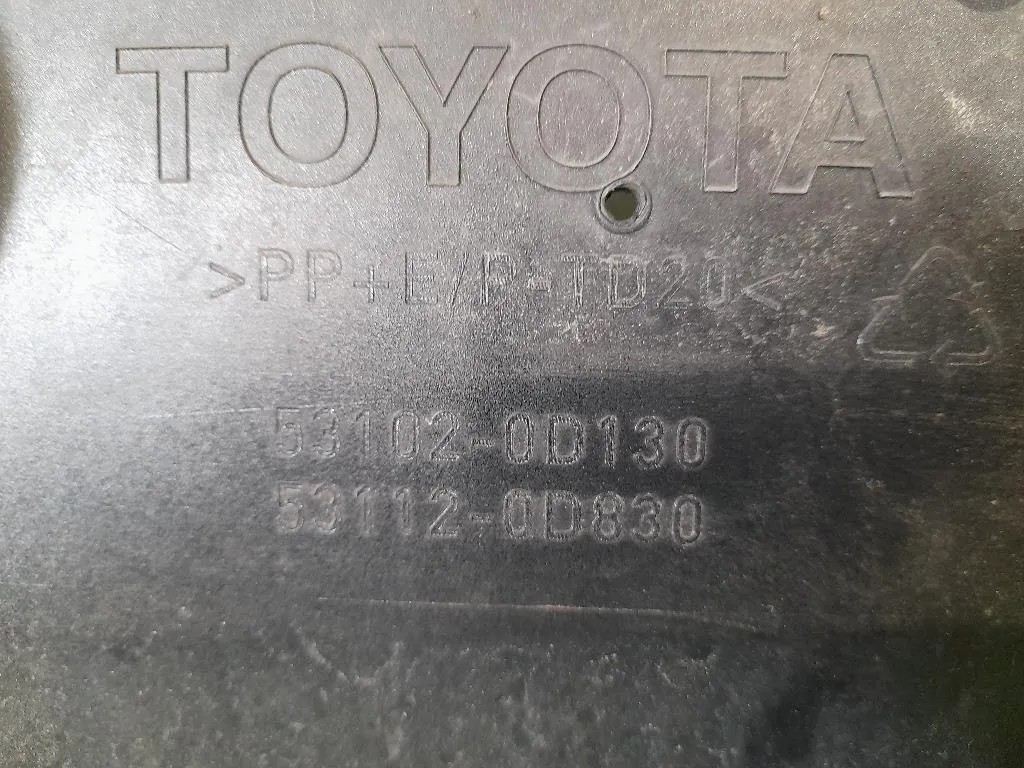 TOYOTA
>PP+E/P-TD20<
53102-0D130
53112-0D830